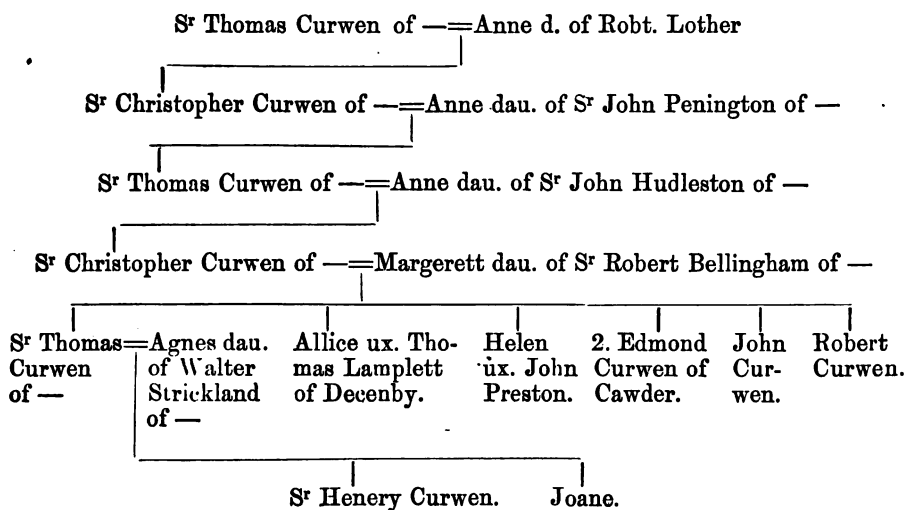 Sʳ Thomas Curwen of —=Anne d. of Robt. Lother
Sʳ Christopher Curwen of —=Anne dau. of Sʳ John Penington of —
Sʳ Thomas Curwen of —=Anne dau. of Sʳ John Hudleston of —
Sʳ Christopher Curwen of —=Margerett dau. of Sʳ Robert Bellingham of —
Sʳ Thomas=
Curwen
of —
Agnes dau.
of Walter
Strickland
of —
Allice ux. Tho-
mas Lamplett
of Decenby.
Helen
ux. John
Preston.
2. Edmond
Curwen of
Cawder.
John
Cur-
wen.
Robert
Curwen.
Sʳ Henery Curwen.
Joane.